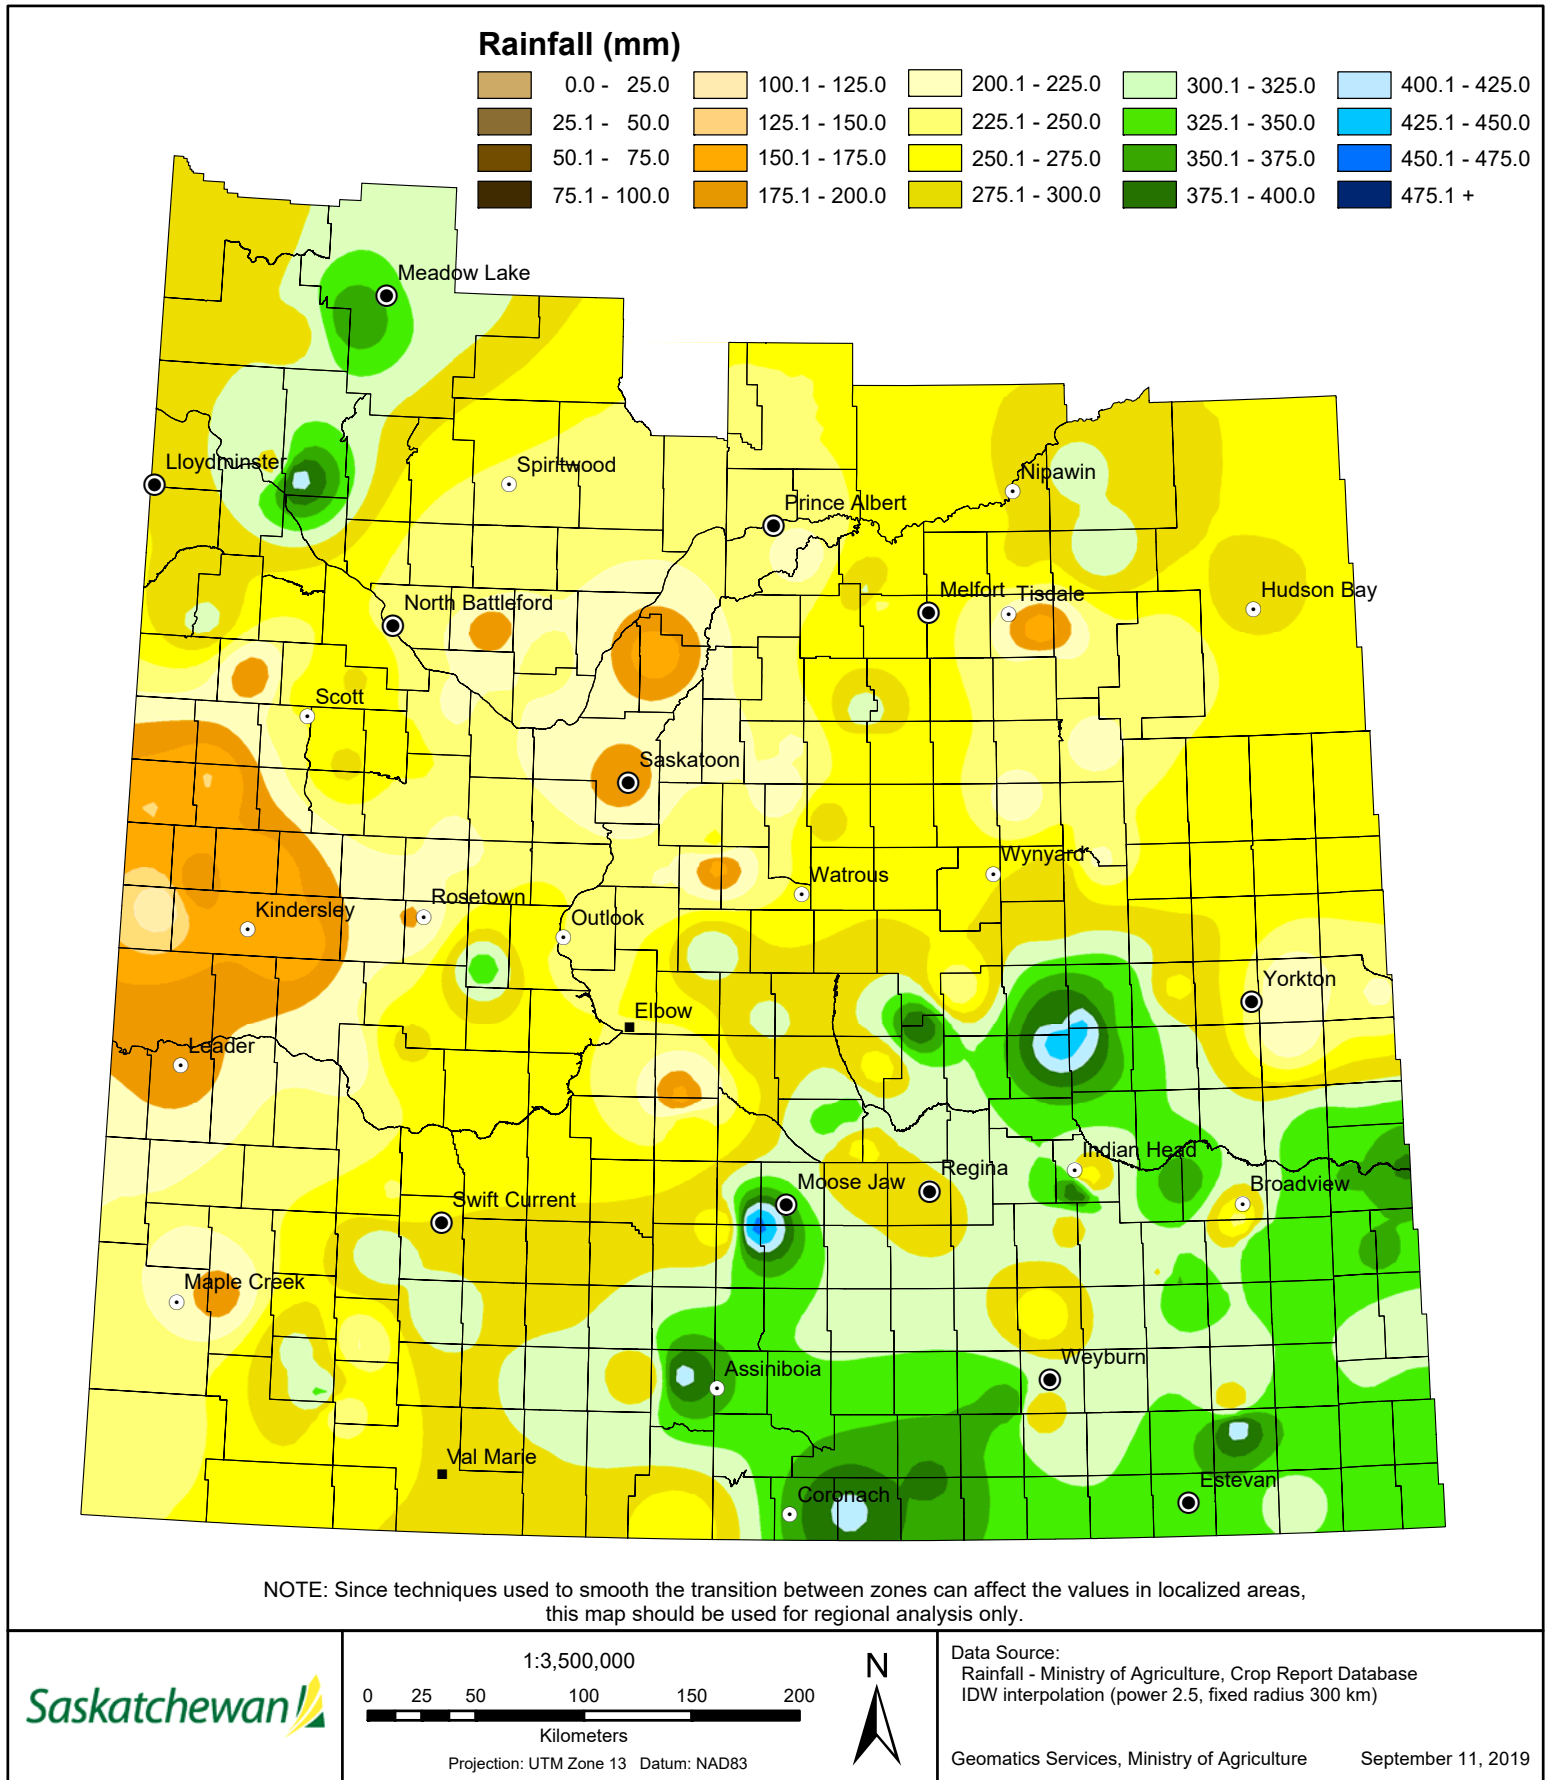 Rainfall (mm)
0.0 - 25.0
25.1 - 50.0
50.1 - 75.0
75.1 - 100.0
100.1 - 125.0
125.1 - 150.0
150.1 - 175.0
175.1 - 200.0
200.1 - 225.0
225.1 - 250.0
250.1 - 275.0
275.1 - 300.0
300.1 - 325.0
325.1 - 350.0
350.1 - 375.0
375.1 - 400.0
400.1 - 425.0
425.1 - 450.0
450.1 - 475.0
475.1 +
Meadow Lake
Lloydminster
Spiritwood
Nipawin
Prince Albert
North Battleford
Melfort
Tisdale
Hudson Bay
Scott
Saskatoon
Watrous
Wynyard
Kindersley
Rosetown
Outlook
Yorkton
Elbow
Leader
Indian Head
Regina
Moose Jaw
Broadview
Swift Current
Maple Creek
Weyburn
Assiniboia
Val Marie
Coronach
Estevan
NOTE: Since techniques used to smooth the transition between zones can affect the values in localized areas,
this map should be used for regional analysis only.
Saskatchewan
1:3,500,000
0 25 50 100 150 200
Kilometers
Projection: UTM Zone 13 Datum: NAD83
N
Data Source:
Rainfall - Ministry of Agriculture, Crop Report Database
IDW interpolation (power 2.5, fixed radius 300 km)
Geomatics Services, Ministry of Agriculture September 11, 2019